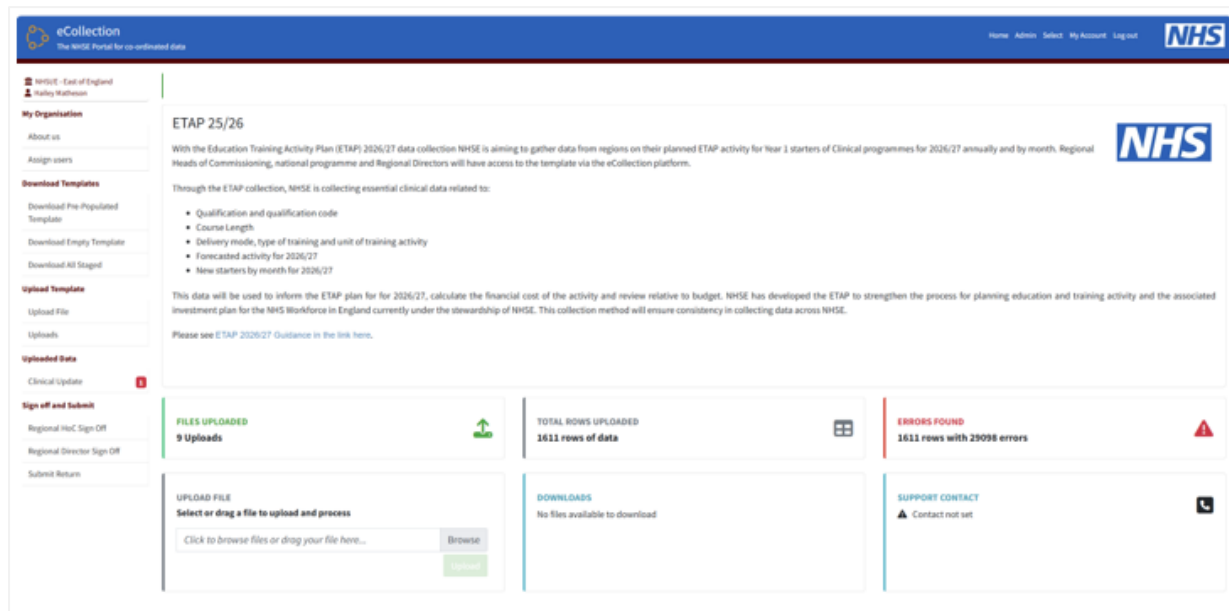 eCollection
The NHSE Portal for co-ordinated data
Home Admin Select My Account Log out
NHS
NHSE - East of England
Hailey Matheson
My Organisation
About us
Assign users
Download Templates
Download Pre-Populated
Template
Download Empty Template
Download All Staged
Upload Template
Upload File
Uploads
Uploaded Data
Clinical Update
Sign off and Submit
Regional HoC Sign Off
Regional Director Sign Off
Submit Return
ETAP 25/26
NHS
With the Education Training Activity Plan (ETAP) 2026/27 data collection NHSE is aiming to gather data from regions on their planned ETAP activity for Year 1 starters of Clinical programmes for 2026/27 annually and by month. Regional
Heads of Commissioning, national programme and Regional Directors will have access to the template via the eCollection platform.
Through the ETAP collection, NHSE is collecting essential clinical data related to:
• Qualification and qualification code
• Course Length
• Delivery mode, type of training and unit of training activity
• Forecasted activity for 2026/27
• New starters by month for 2026/27
This data will be used to inform the ETAP plan for for 2026/27, calculate the financial cost of the activity and review relative to budget. NHSE has developed the ETAP to strengthen the process for planning education and training activity and the associated
investment plan for the NHS Workforce in England currently under the stewardship of NHSE. This collection method will ensure consistency in collecting data across NHSE.
Please see ETAP 2026/27 Guidance in the link here.
FILES UPLOADED
9 Uploads
TOTAL ROWS UPLOADED
1611 rows of data
ERRORS FOUND
1611 rows with 29098 errors
UPLOAD FILE
Select or drag a file to upload and process
Click to browse files or drag your file here... Browse
Upload
DOWNLOADS
No files available to download
SUPPORT CONTACT
Contact not set